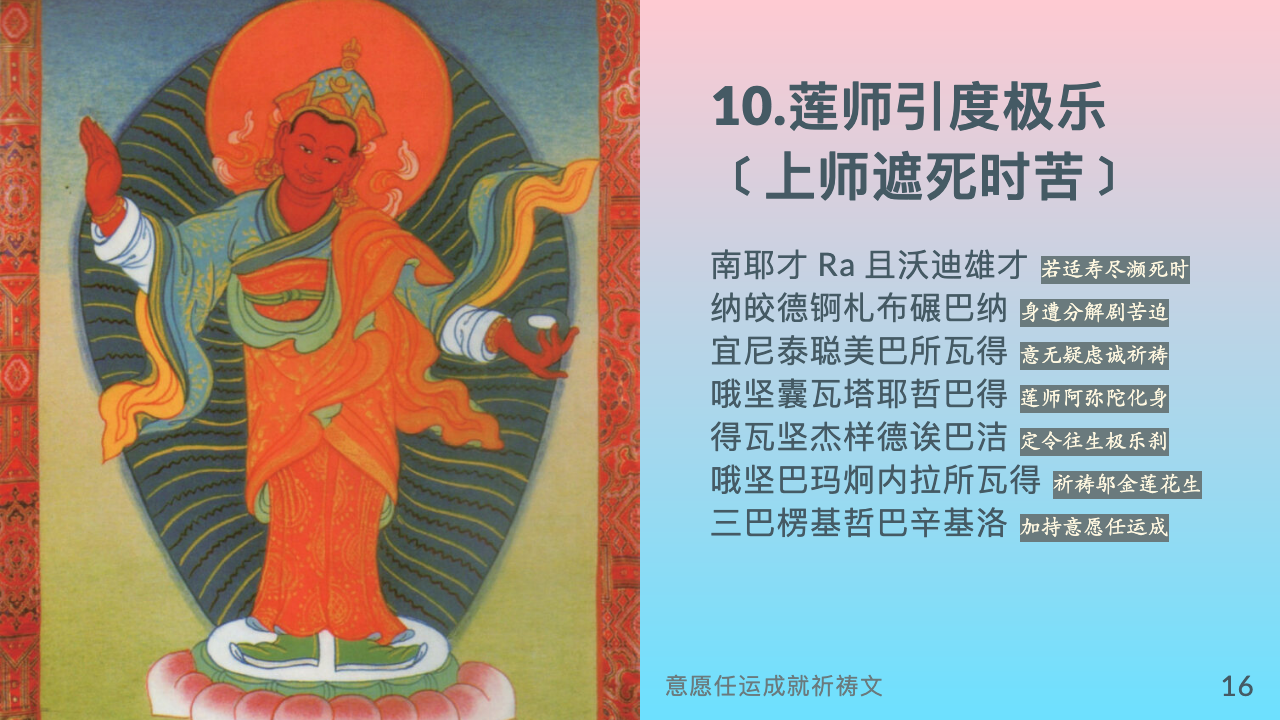 10.莲师引度极乐
﹝上师遮死时苦﹞
南耶才 Ra 且沃迪雄才 若适寿尽濒死时
纳皎德锕札布碾巴纳 身遭分解剧苦迫
宜尼泰聪美巴所瓦得 意无疑虑诚祈祷
哦坚囊瓦塔耶哲巴得 莲师阿弥陀化身
得瓦坚杰样德诶巴洁 定令往生极乐刹
哦坚巴玛炯内拉所瓦得 祈祷邬金莲花生
三巴楞基哲巴辛基洛 加持意愿任运成
意愿任运成就祈祷文
16